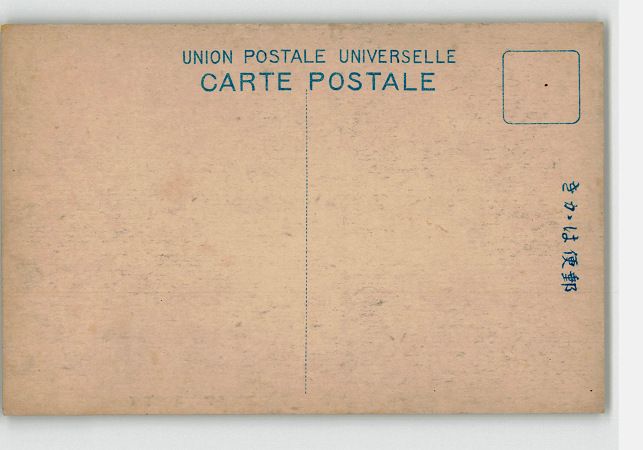 UNION POSTALE UNIVERSELLE
CARTE POSTALE
きかは便郵